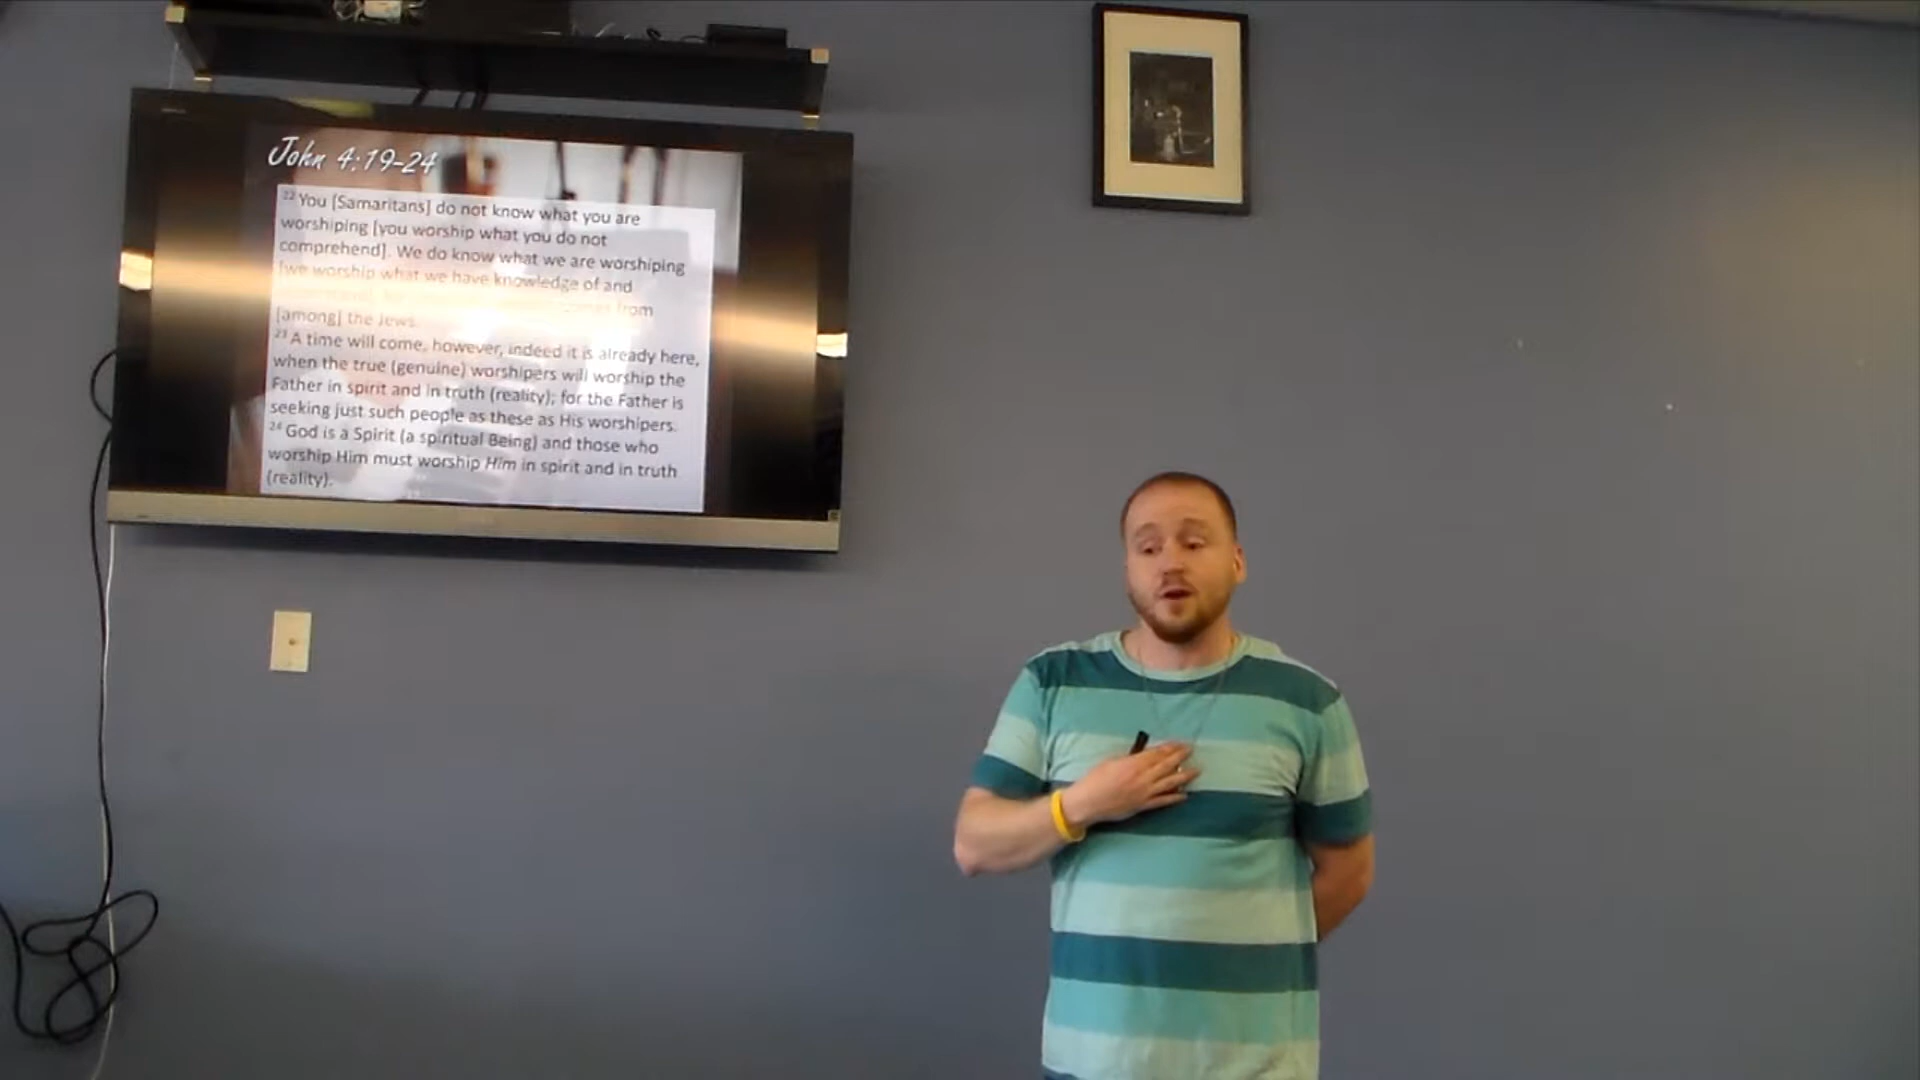 John 4:19-24
22 You [Samaritans] do not know what you are
worshiping [you worship what you do not
comprehend]. We do know what we are worshiping
[we worship what we have knowledge of and
comes from
[among] the Jews.
23 A time will come, however, indeed it is already here,
when the true (genuine) worshipers will worship the
Father in spirit and in truth (reality); for the Father is
seeking just such people as these as His worshipers.
24 God is a Spirit (a spiritual Being) and those who
worship Him must worship Him in spirit and in truth
(reality).